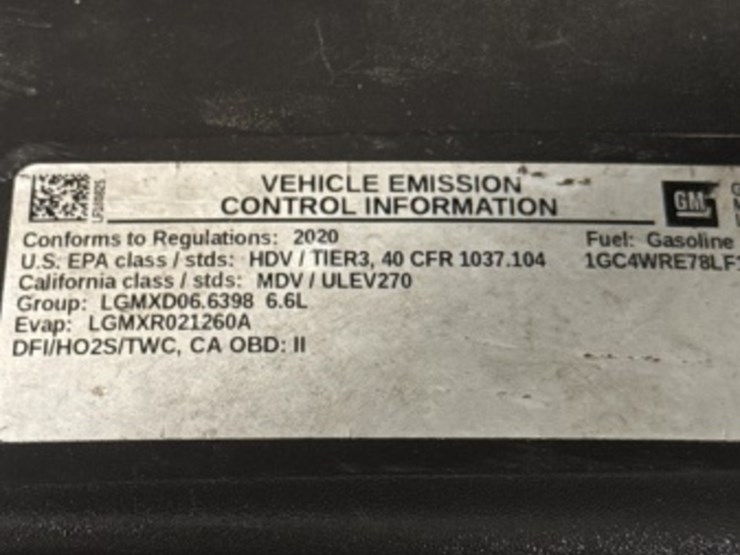 VEHICLE EMISSION
CONTROL INFORMATION
GM
Conforms to Regulations: 2020
Fuel: Gasoline
U.S. EPA class / stds: HDV / TIER3, 40 CFR 1037.104
1GC4WRE78LF
California class / stds: MDV / ULEV270
Group: LGMXD06.6398 6.6L
Evap: LGMXR021260A
DFI/HO2S/TWC, CA OBD: II